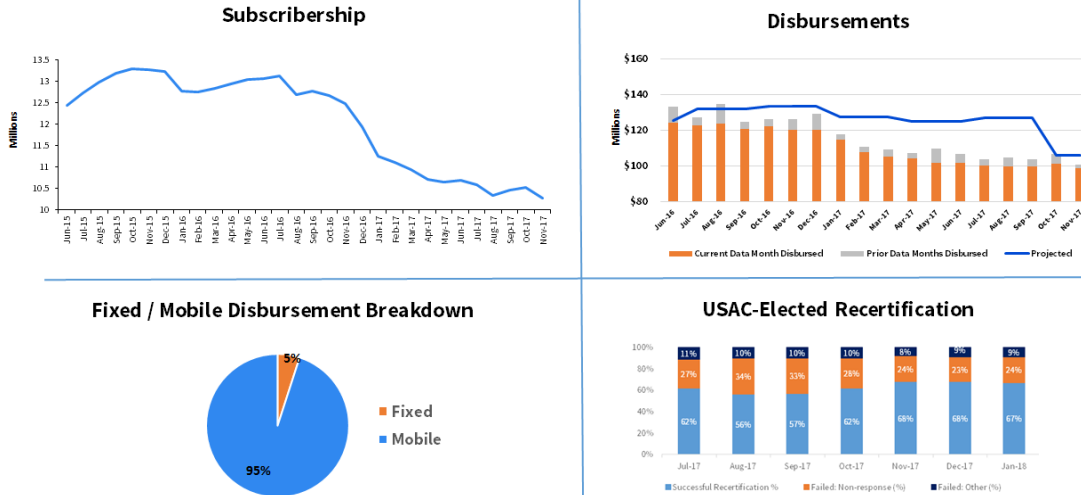 Subscribership
13.5
13
12.5
12
11.5
11
10.5
10
Millions
Jun-15
Jul-15
Aug-15
Sep-15
Oct-15
Nov-15
Dec-15
Jan-16
Feb-16
Mar-16
Apr-16
May-16
Jun-16
Jul-16
Aug-16
Sep-16
Oct-16
Nov-16
Dec-16
Jan-17
Feb-17
Mar-17
Apr-17
May-17
Jun-17
Jul-17
Aug-17
Sep-17
Oct-17
Nov-17
Disbursements
$160
$140
$120
$100
$80
Millions
Jun-16
Jul-16
Aug-16
Sep-16
Oct-16
Nov-16
Dec-16
Jan-17
Feb-17
Mar-17
Apr-17
May-17
Jun-17
Jul-17
Aug-17
Sep-17
Oct-17
Nov-17
Current Data Month Disbursed
Prior Data Months Disbursed
Projected
Fixed / Mobile Disbursement Breakdown
5%
95%
Fixed
Mobile
USAC-Elected Recertification
100%
80%
60%
40%
20%
0%
11% 10% 10% 10% 8% 9% 9%
27% 34% 33% 28% 24% 23% 24%
62% 56% 57% 62% 68% 68% 67%
Jul-17 Aug-17 Sep-17 Oct-17 Nov-17 Dec-17 Jan-18
Successful Recertification % Failed: Non-response (%) Failed: Other (%)